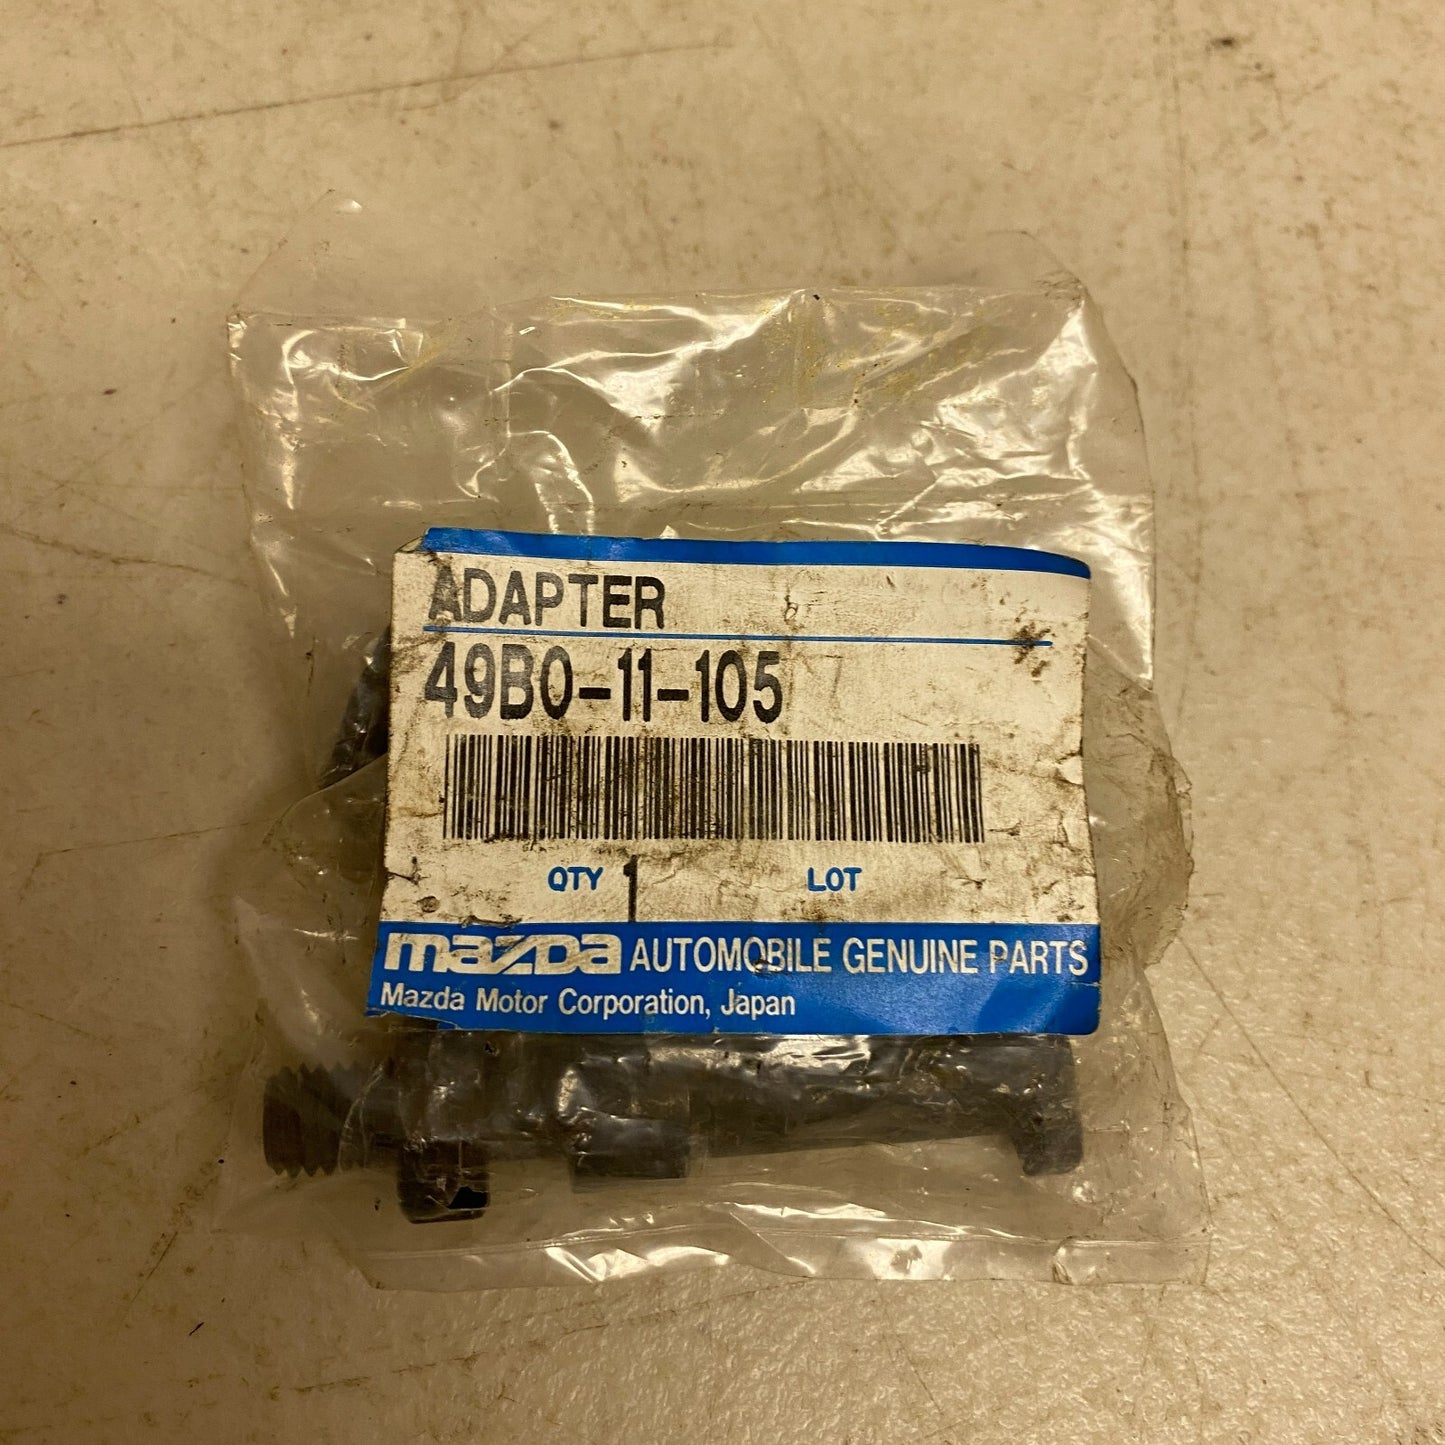 ADAPTER
49B0-11-105
QTY 1 LOT
mazda AUTOMOBILE GENUINE PARTS
Mazda Motor Corporation, Japan